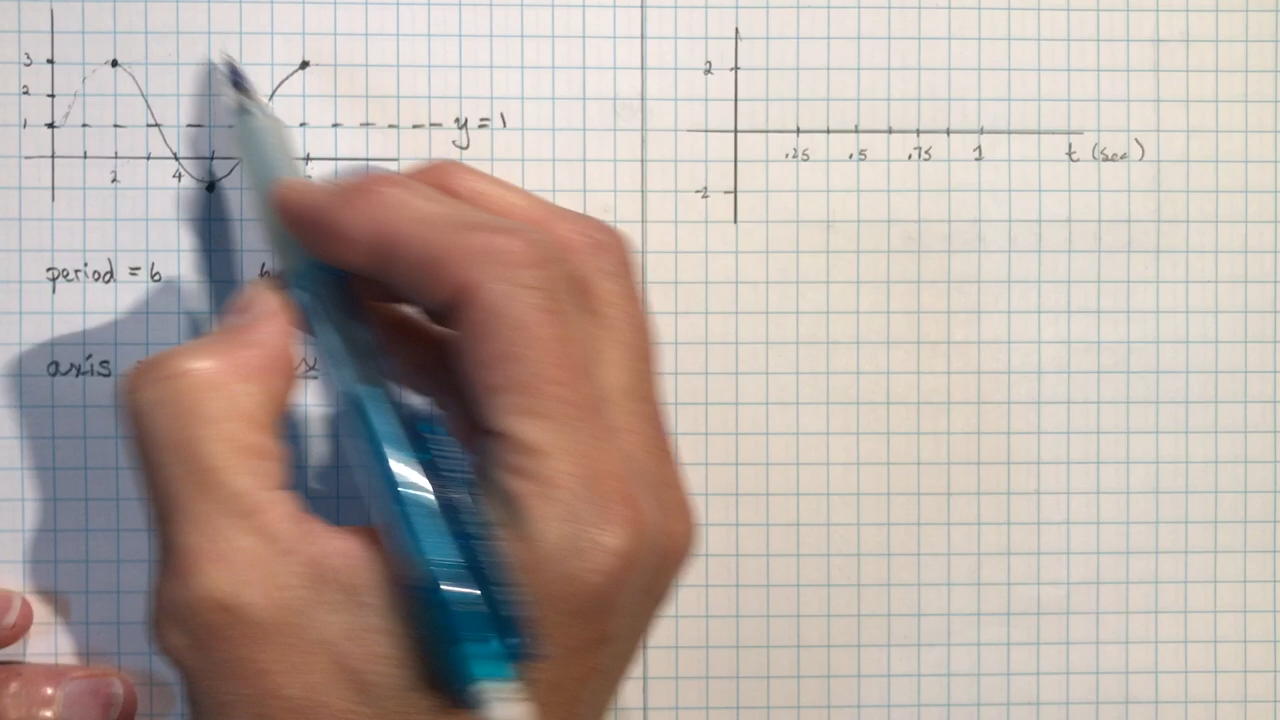 3
2
1
y = 1
2
4
period = 6
axis
2
-2
.25 .5 .75 1 t (sec)